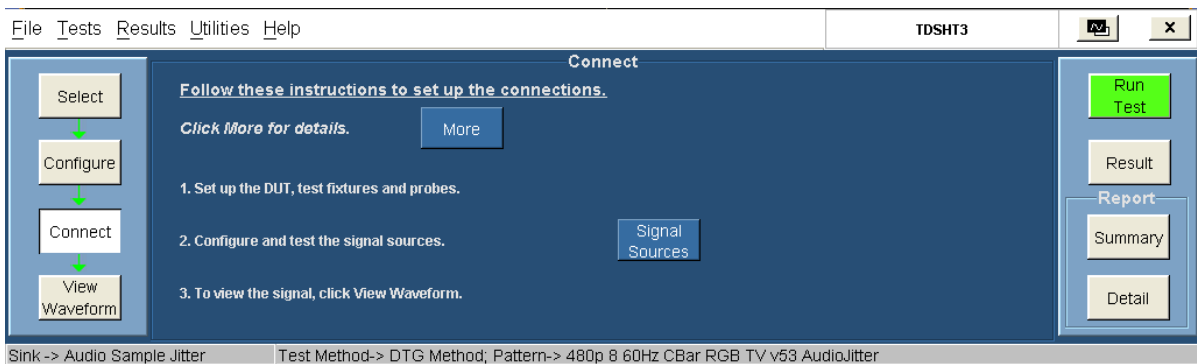 File Tests Results Utilities Help TDSHT3 x
Connect
Select
Configure
Connect
View
Waveform
Follow these instructions to set up the connections.
Click More for details. More
1. Set up the DUT, test fixtures and probes.
2. Configure and test the signal sources. Signal
Sources
3. To view the signal, click View Waveform.
Run
Test
Result
Report
Summary
Detail
Sink -> Audio Sample Jitter Test Method-> DTG Method; Pattern-> 480p 8 60Hz CBar RGB TV v53 AudioJitter